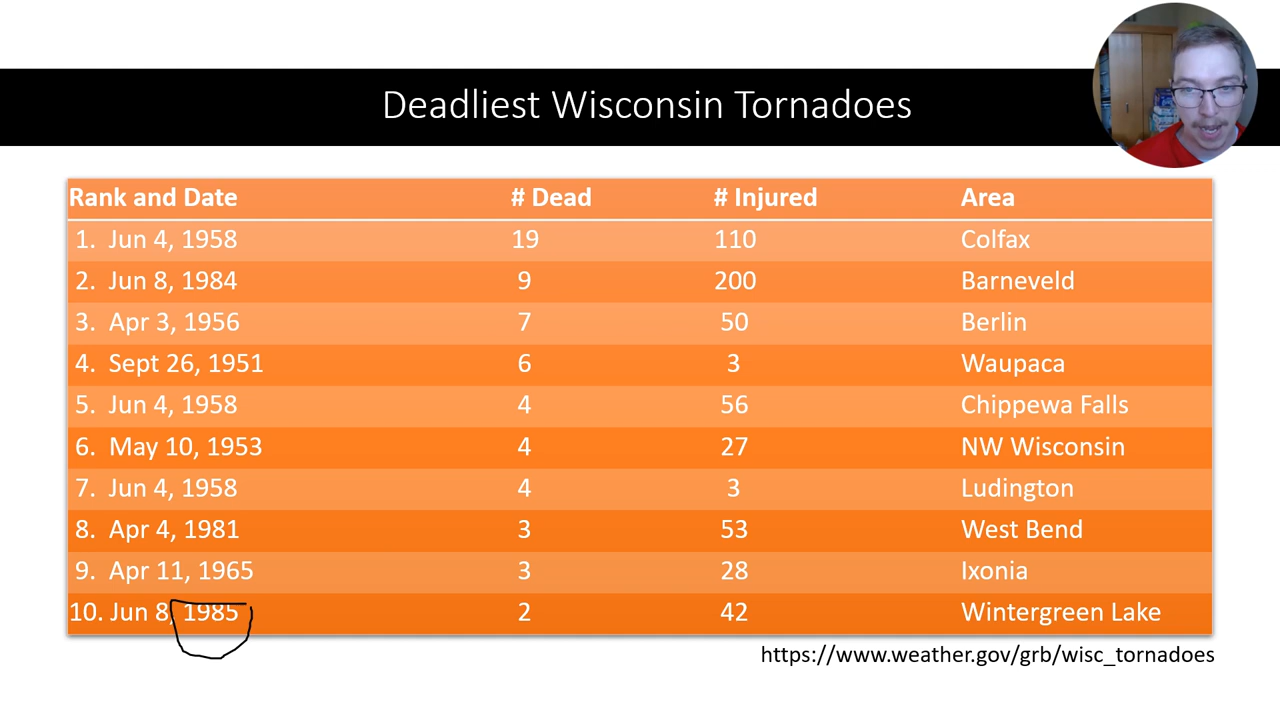 Deadliest Wisconsin Tornadoes
Rank and Date # Dead # Injured Area
1. Jun 4, 1958 19 110 Colfax
2. Jun 8, 1984 9 200 Barneveld
3. Apr 3, 1956 7 50 Berlin
4. Sept 26, 1951 6 3 Waupaca
5. Jun 4, 1958 4 56 Chippewa Falls
6. May 10, 1953 4 27 NW Wisconsin
7. Jun 4, 1958 4 3 Ludington
8. Apr 4, 1981 3 53 West Bend
9. Apr 11, 1965 3 28 Ixonia
10. Jun 8, 1985 2 42 Wintergreen Lake
https://www.weather.gov/grb/wisc_tornadoes